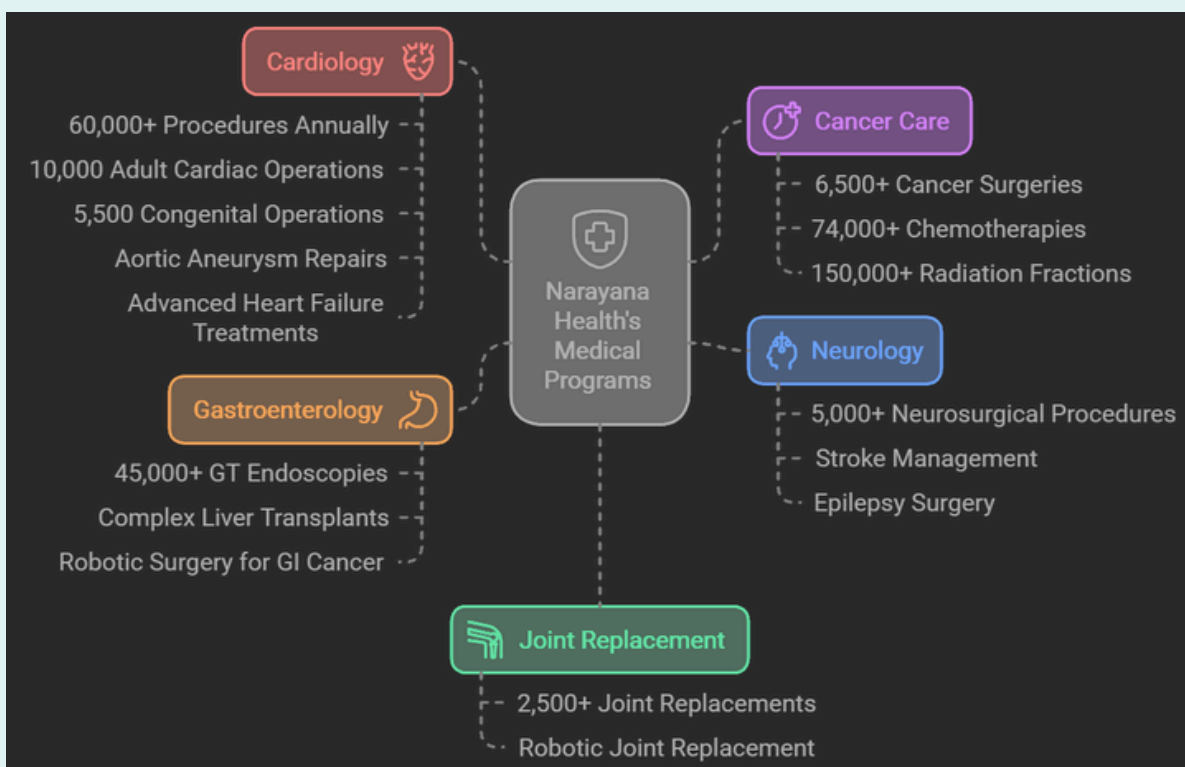 Cardiology
60,000+ Procedures Annually
10,000 Adult Cardiac Operations
5,500 Congenital Operations
Aortic Aneurysm Repairs
Advanced Heart Failure
Treatments
Gastroenterology
45,000+ GT Endoscopies
Complex Liver Transplants
Robotic Surgery for GI Cancer
Narayana
Health's
Medical
Programs
Cancer Care
6,500+ Cancer Surgeries
74,000+ Chemotherapies
150,000+ Radiation Fractions
Neurology
5,000+ Neurosurgical Procedures
Stroke Management
Epilepsy Surgery
Joint Replacement
2,500+ Joint Replacements
Robotic Joint Replacement